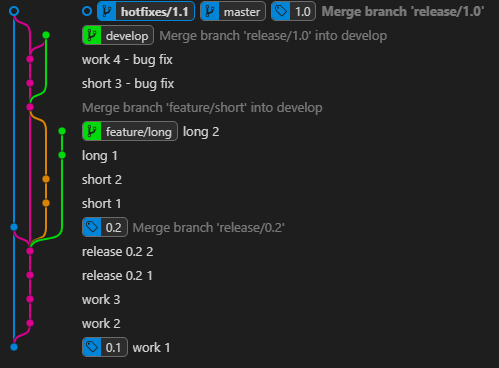 hotfixes/1.1 master 1.0 Merge branch 'release/1.0'
develop Merge branch 'release/1.0' into develop
work 4 - bug fix
short 3 - bug fix
Merge branch 'feature/short' into develop
feature/long long 2
long 1
short 2
short 1
0.2 Merge branch 'release/0.2'
release 0.2 2
release 0.2 1
work 3
work 2
0.1 work 1